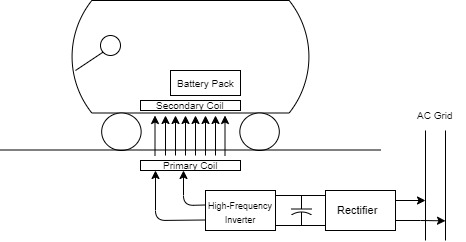 Battery Pack
Secondary Coil
AC Grid
Primary Coil
High-Frequency
Inverter
Rectifier